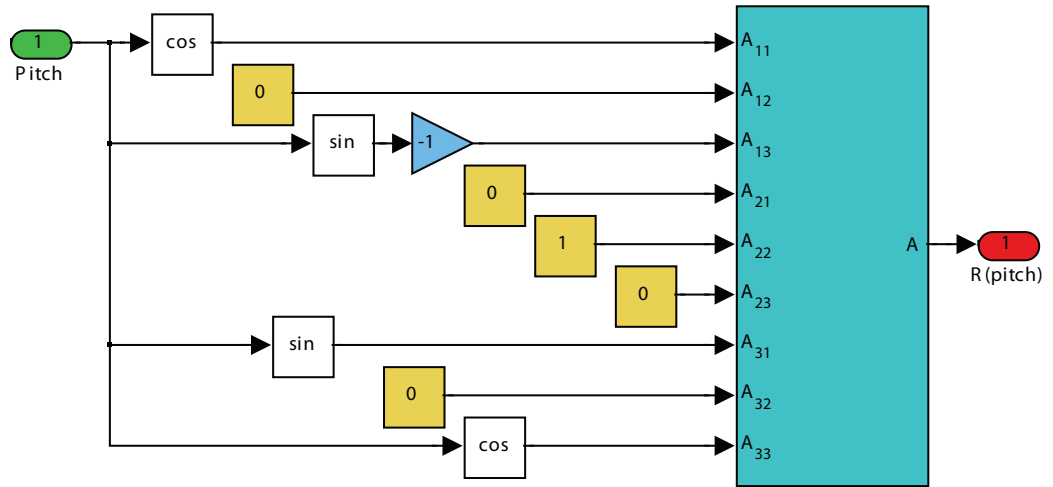 1
Pitch
cos
A11
0
A12
sin
-1
A13
0
A21
1
A22
A
1
R(pitch)
0
A23
sin
A31
0
A32
cos
A33